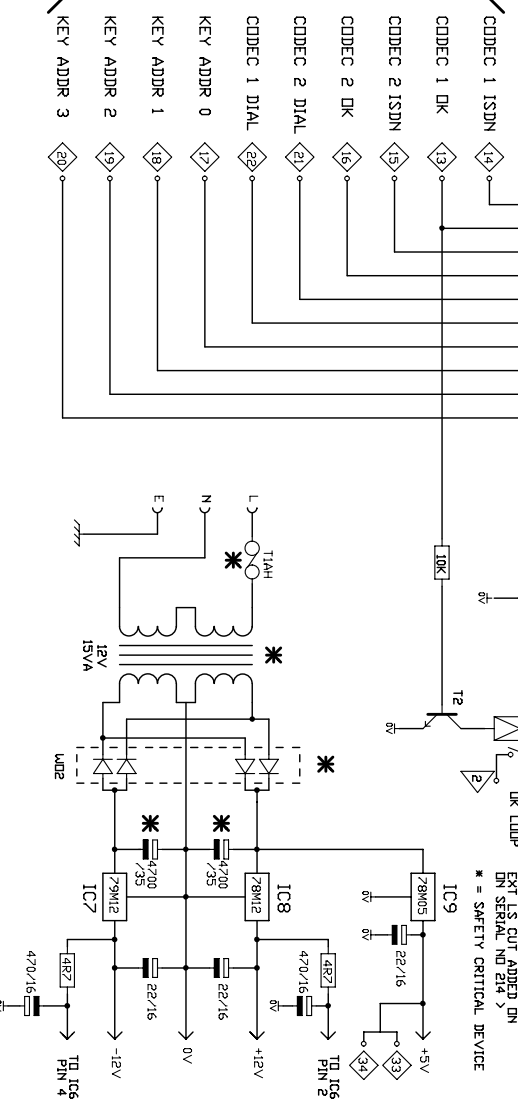 CODEC 1 ISDN 14
CODEC 1 OK 13
CODEC 2 ISDN 15
CODEC 2 OK 16
CODEC 2 DIAL 21
CODEC 1 DIAL 22
KEY ADDR 0 17
KEY ADDR 1 18
KEY ADDR 2 19
KEY ADDR 3 20
10K
0V
T2
0V
2
OK LOOP
EXT LS CUT ADDED ON
ON SERIAL NO 214 >
* = SAFETY CRITICAL DEVICE
L
N
E
T1AH
*
*
12V
15VA
*
W02
*
4700
/35
*
4700
/35
IC9
78M05
0V
22/16
0V
+5V
33
34
IC8
78M12
22/16
4R7
470/16
0V
TO IC6
PIN 2
+12V
0V
IC7
79M12
22/16
-12V
4R7
470/16
0V
TO IC6
PIN 4